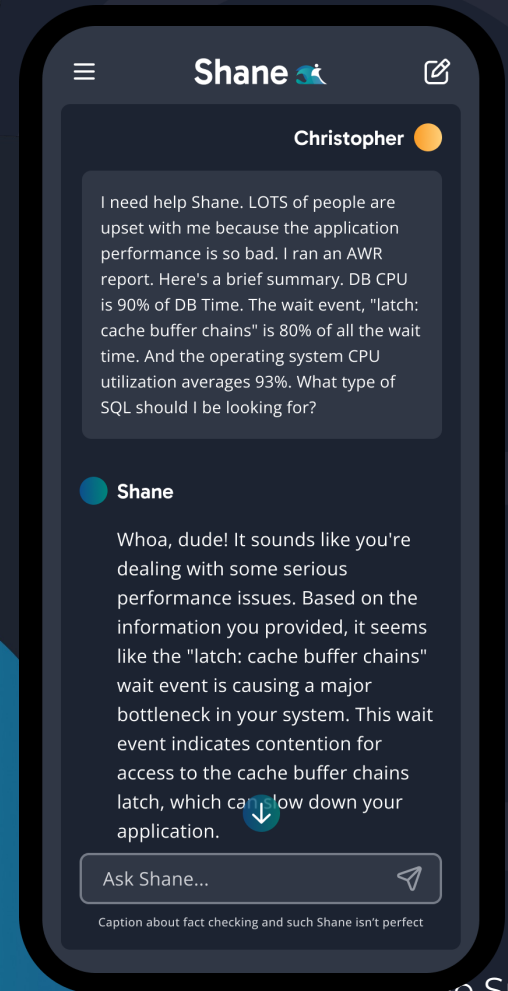 Shane
Christopher
I need help Shane. LOTS of people are
upset with me because the application
performance is so bad. I ran an AWR
report. Here's a brief summary. DB CPU
is 90% of DB Time. The wait event, "latch:
cache buffer chains" is 80% of all the wait
time. And the operating system CPU
utilization averages 93%. What type of
SQL should I be looking for?
Shane
Whoa, dude! It sounds like you're
dealing with some serious
performance issues. Based on the
information you provided, it seems
like the "latch: cache buffer chains"
wait event is causing a major
bottleneck in your system. This wait
event indicates contention for
access to the cache buffer chains
latch, which can slow down your
application.
Ask Shane...
Caption about fact checking and such Shane isn't perfect